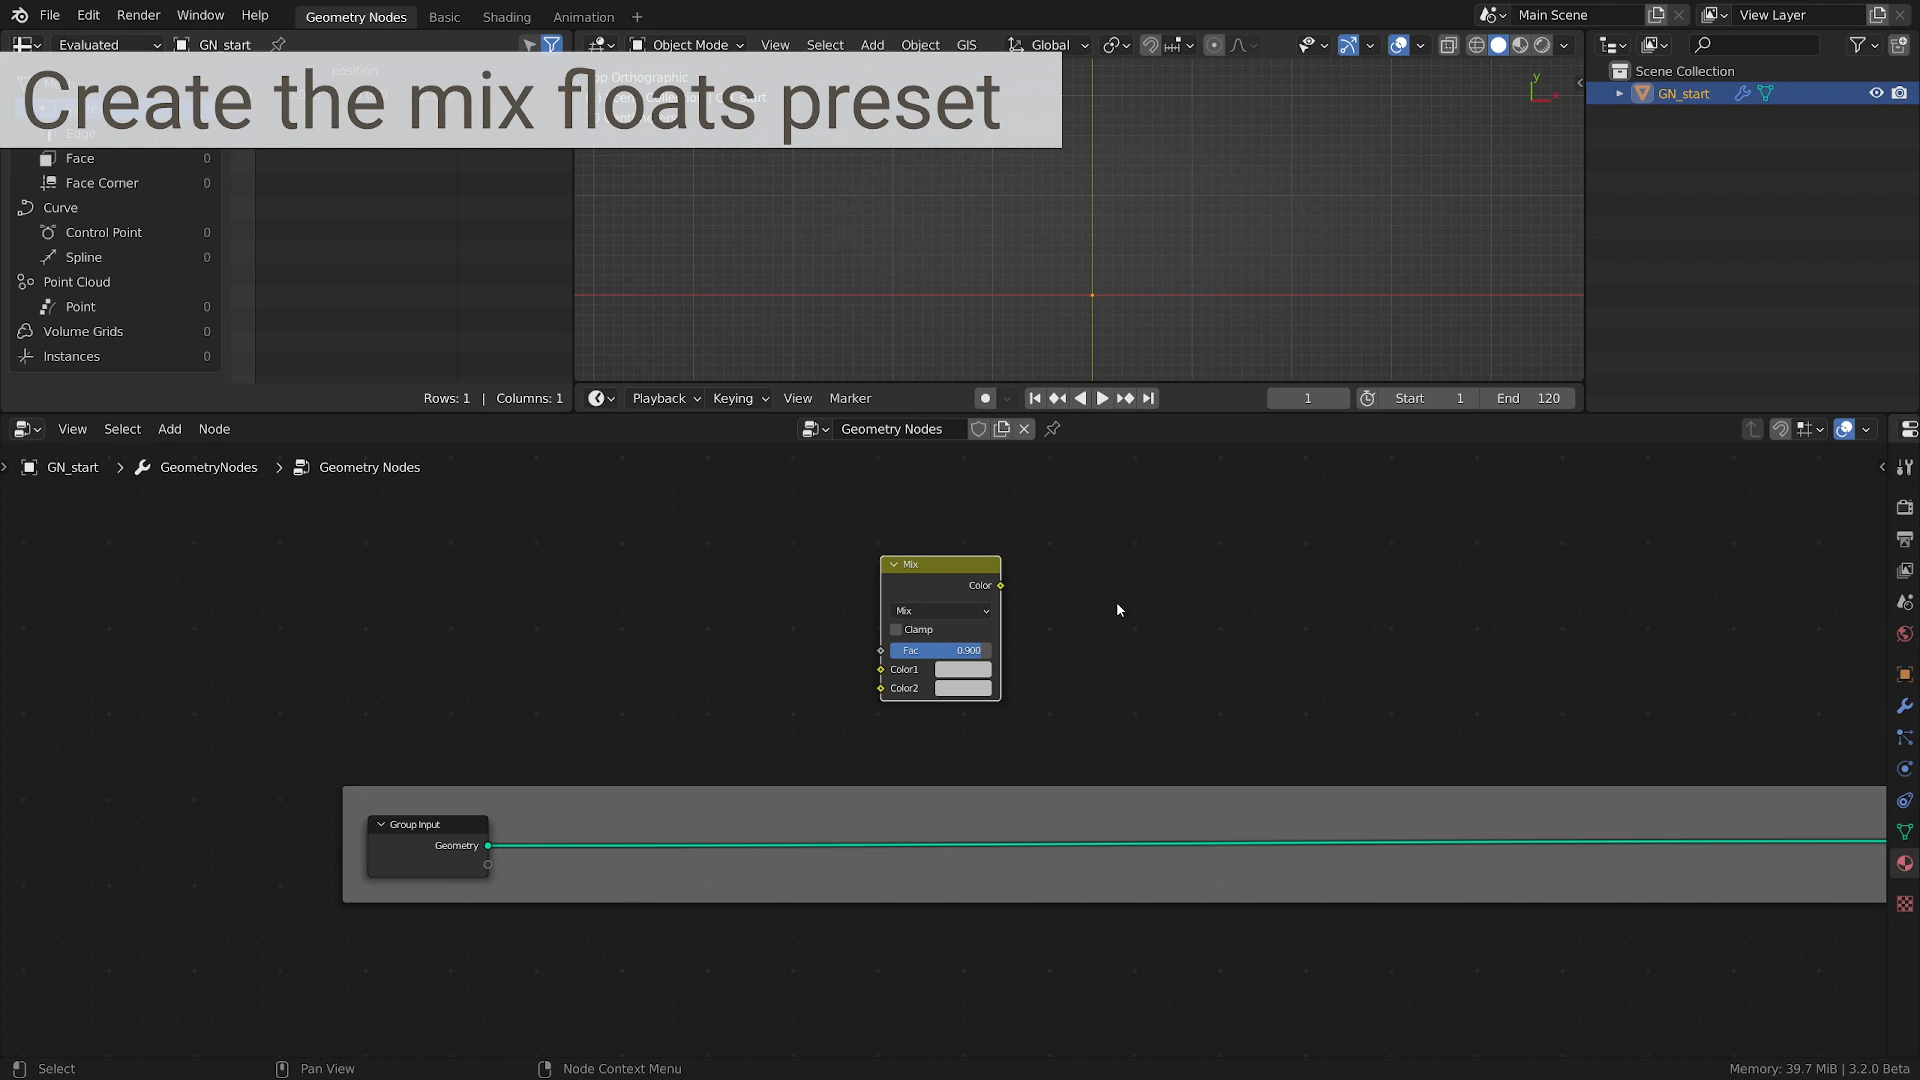 File Edit Render Window Help Geometry Nodes Basic Shading Animation + Main Scene View Layer
Evaluated GN_start Object Mode View Select Add Object GIS Global
Create the mix floats preset
position
op Orthographic
Scene Collection
GN_start
Edge
Face 0
Face Corner 0
Curve
Control Point 0
Spline 0
Point Cloud
Point 0
Volume Grids 0
Instances 0
Rows: 1 | Columns: 1 Playback Keying View Marker 1 Start 1 End 120
View Select Add Node Geometry Nodes
GN_start > GeometryNodes > Geometry Nodes
y
Mix
Color
Mix
Clamp
Fac 0.900
Color1
Color2
Group Input
Geometry
Select Pan View Node Context Menu Memory: 39.7 MiB | 3.2.0 Beta